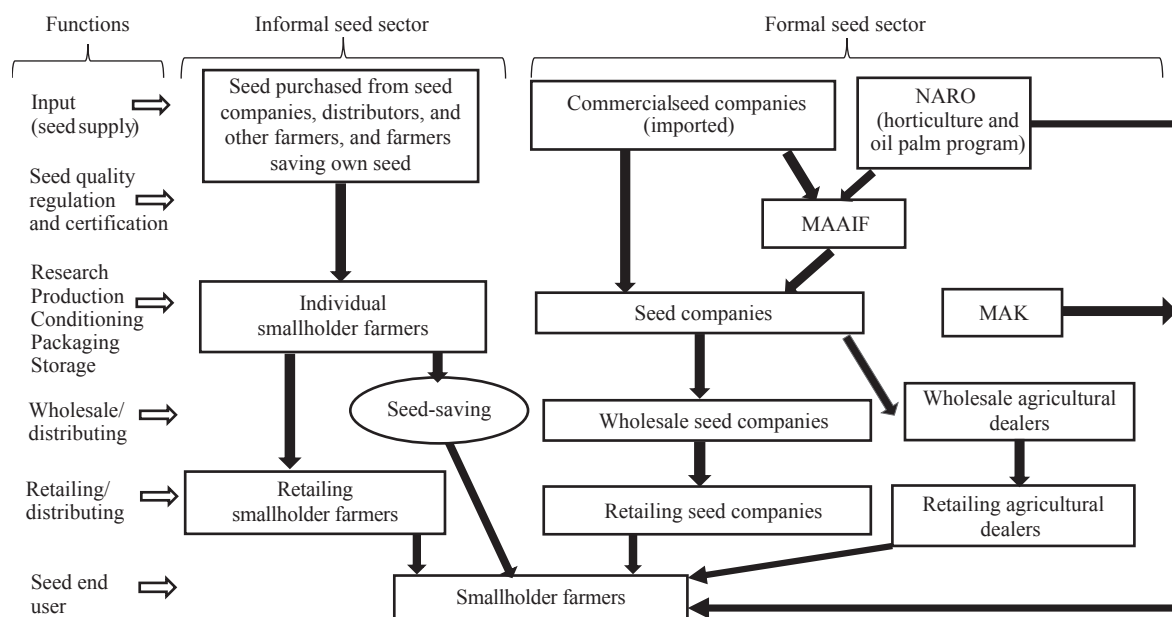 Functions
Informal seed sector
Formal seed sector
Input
(seed supply)
Seed purchased from seed
companies, distributors, and
other farmers, and farmers
saving own seed
Commercialseed companies
(imported)
NARO
(horticulture and
oil palm program)
Seed quality
regulation
and certification
MAAIF
Research
Production
Conditioning
Packaging
Storage
Individual
smallholder farmers
Seed companies
MAK
Wholesale/
distributing
Seed-saving
Wholesale seed companies
Wholesale agricultural
dealers
Retailing/
distributing
Retailing
smallholder farmers
Retailing seed companies
Retailing agricultural
dealers
Seed end
user
Smallholder farmers